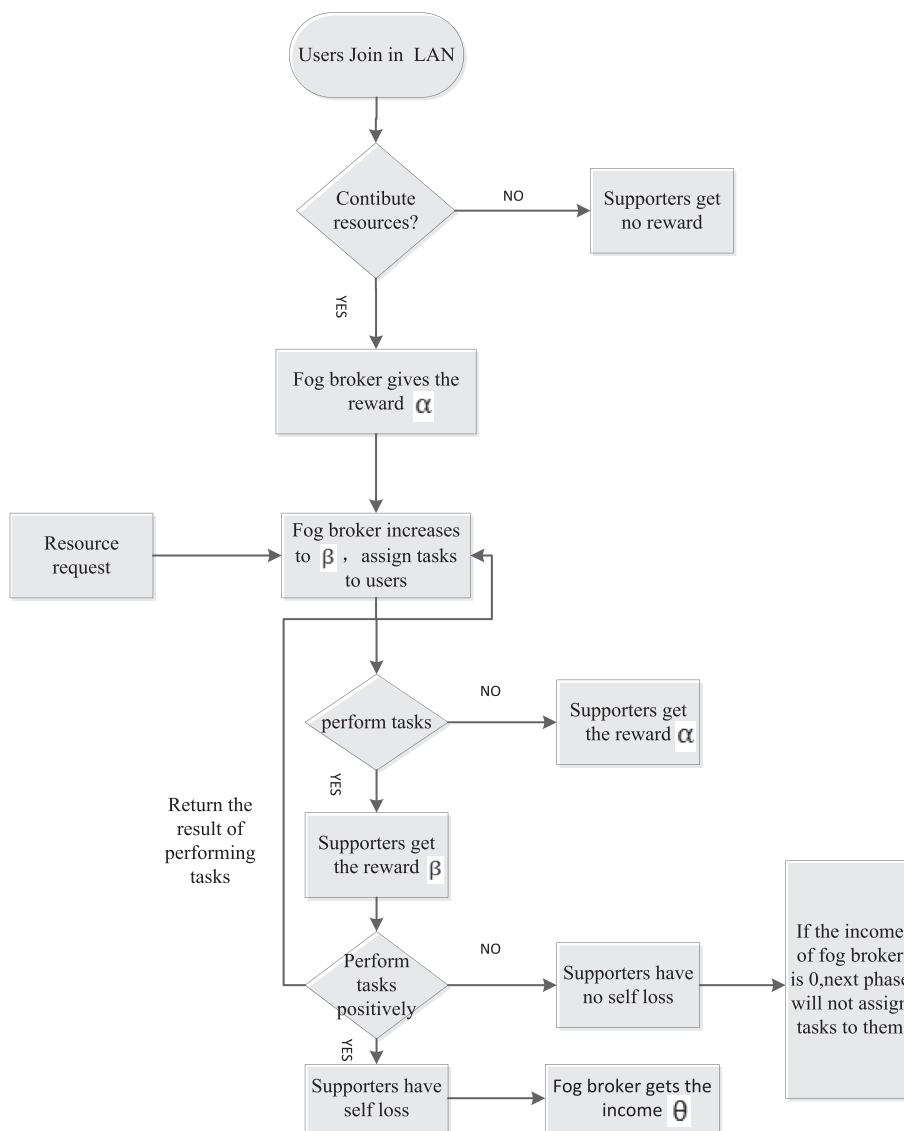 Users Join in LAN
Contibute
resources?
NO
Supporters get
no reward
YES
Fog broker gives the
reward α
Resource
request
Fog broker increases
to β , assign tasks
to users
perform tasks
NO
Supporters get
the reward α
YES
Supporters get
the reward β
Return the
result of
performing
tasks
Perform
tasks
positively
NO
Supporters have
no self loss
If the income
of fog broker
is 0,next phase
will not assign
tasks to them
YES
Supporters have
self loss
Fog broker gets the
income θ